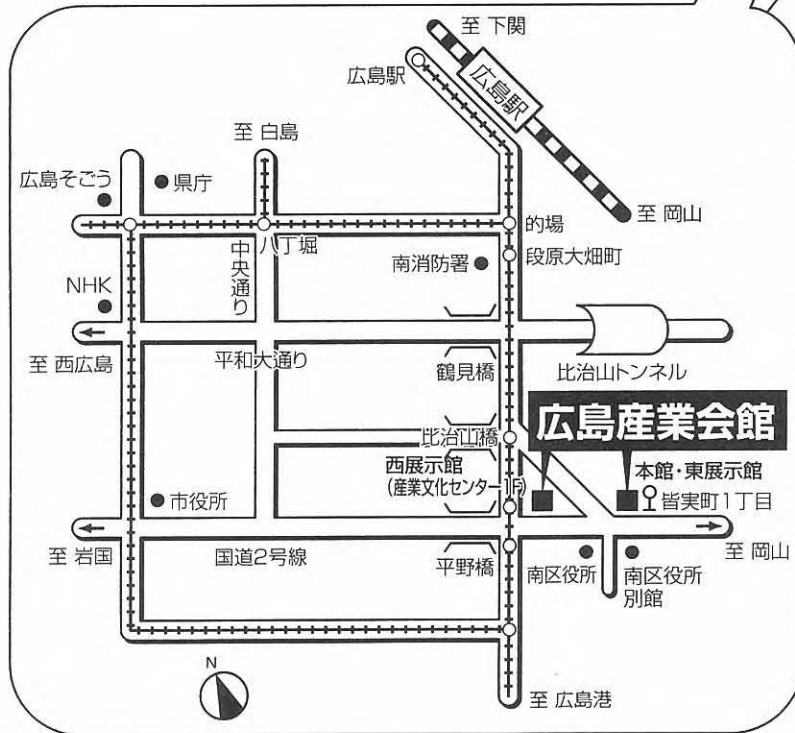 至 下関
広島駅
広島駅
至 白島
広島そごう
県庁
至 岡山
的場
八丁堀
中央通り
南消防署
段原大畑町
NHK
至 西広島
平和大通り
鶴見橋
比治山トンネル
広島産業会館
比治山橋
西展示館
(産業文化センター1F)
本館・東展示館
皆実町1丁目
市役所
至 岩国
国道2号線
平野橋
南区役所
南区役所
別館
至 岡山
N
至 広島港